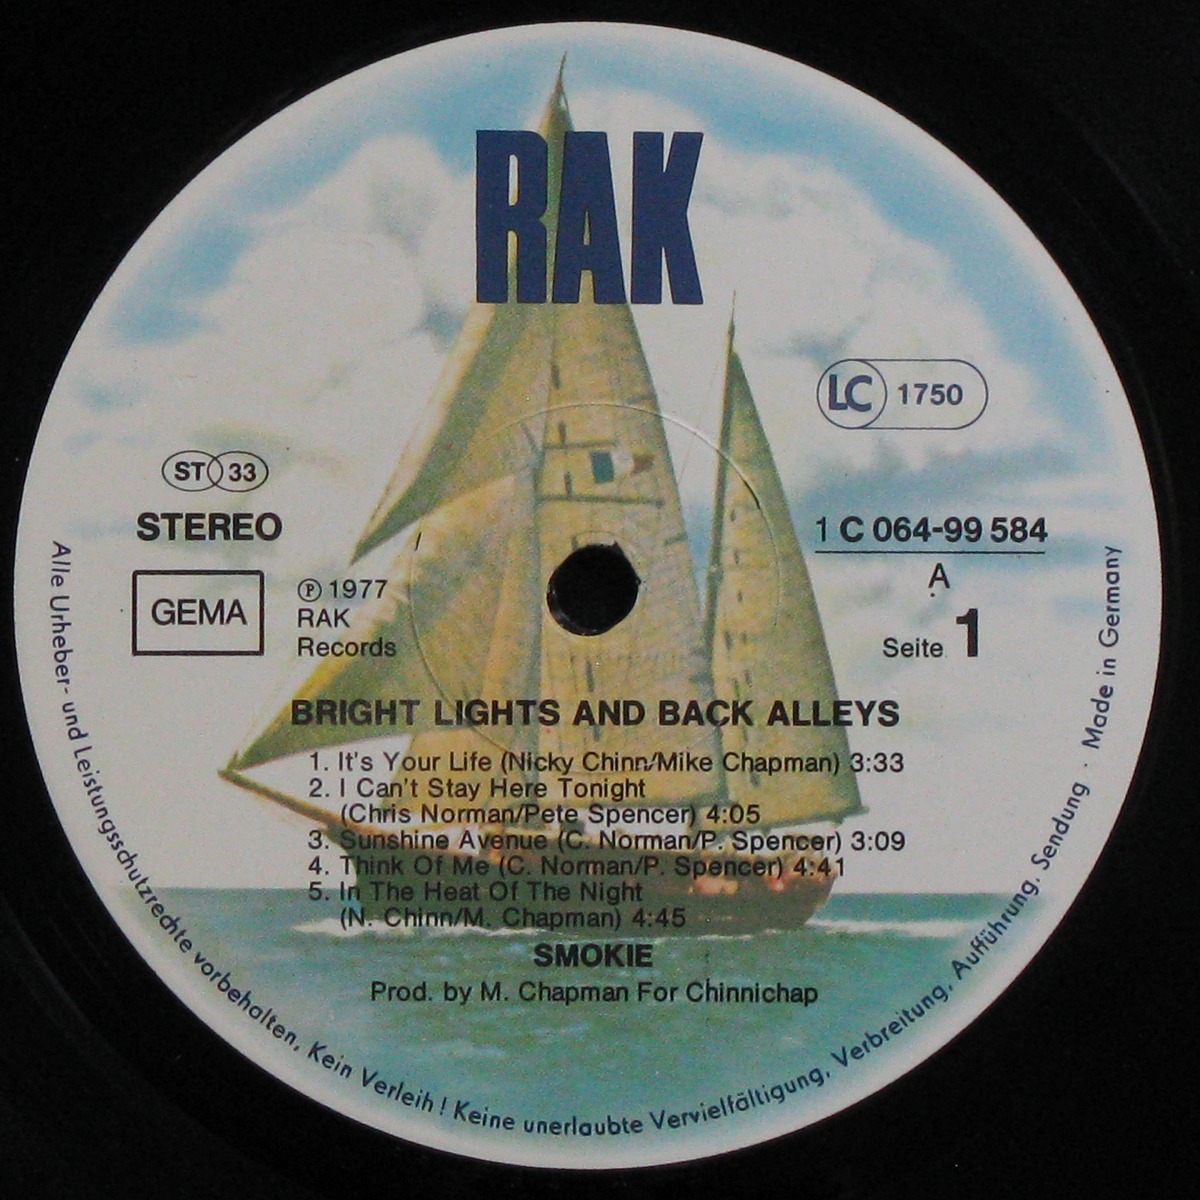 RAK
LC 1750
ST 33
STEREO
1 C 064-99 584
A
Seite 1
GEMA
℗ 1977
RAK
Records
BRIGHT LIGHTS AND BACK ALLEYS
1. It's Your Life (Nicky Chinn/Mike Chapman) 3:33
2. I Can't Stay Here Tonight
(Chris Norman/Pete Spencer) 4:05
3. Sunshine Avenue (C. Norman/P. Spencer) 3:09
4. Think Of Me (C. Norman/P. Spencer) 4:41
5. In The Heat Of The Night
(N. Chinn/M. Chapman) 4:45
SMOKIE
Prod. by M. Chapman For Chinnichap
Alle Urheber- und Leistungsschutzrechte vorbehalten, Kein Verleih! Keine unerlaubte Vervielfältigung, Verbreitung, Aufführung, Sendung · Made in Germany